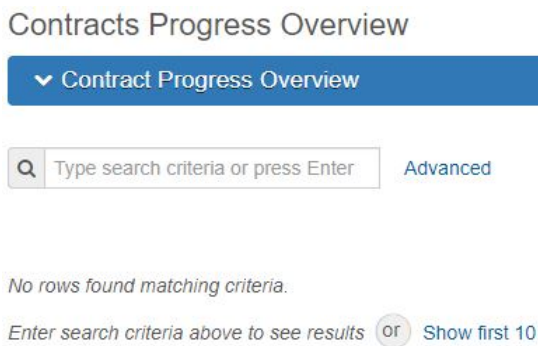 Contracts Progress Overview
Contract Progress Overview
Type search criteria or press Enter Advanced
No rows found matching criteria.
Enter search criteria above to see results or Show first 10